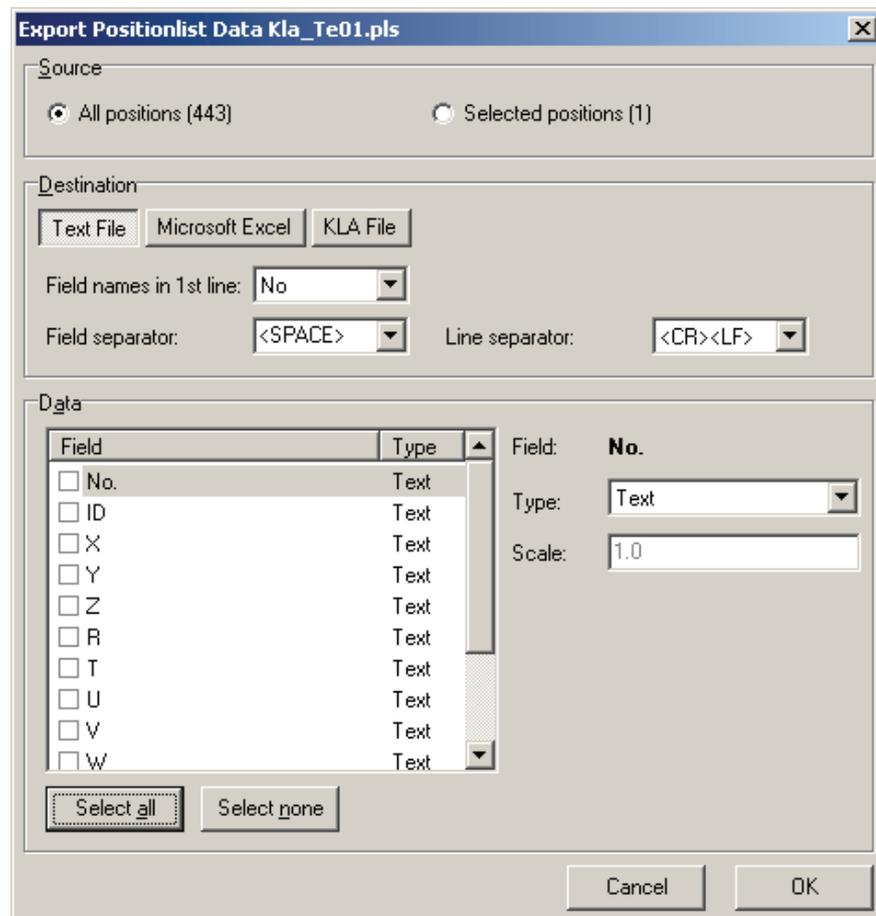 Export Positionlist Data Kla_Te01.pls
Source
All positions (443) Selected positions (1)
Destination
Text File Microsoft Excel KLA File
Field names in 1st line: No
Field separator: <SPACE> Line separator: <CR><LF>
Data
Field Type Field: No.
No. Text
ID Text Type: Text
X Text
Y Text Scale: 1.0
Z Text
R Text
T Text
U Text
V Text
W Text
Select all Select none
Cancel OK